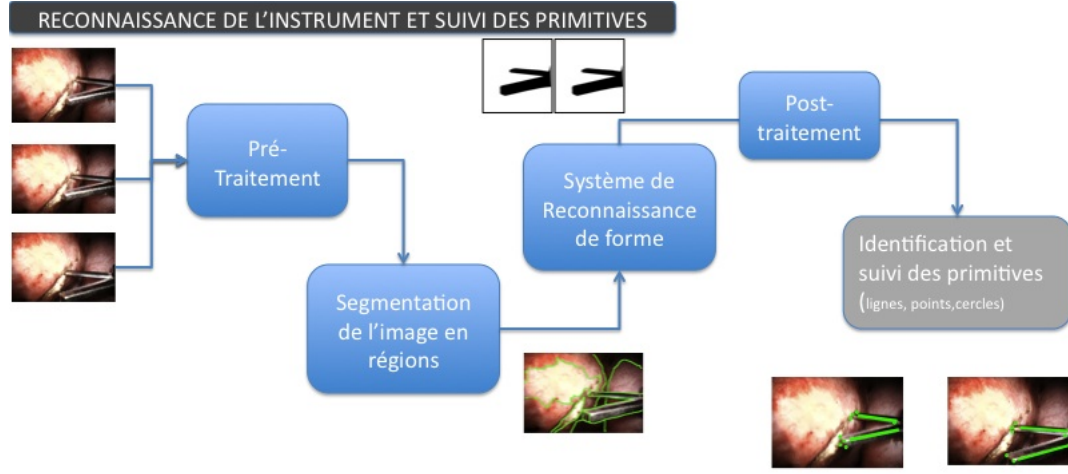 RECONNAISSANCE DE L’INSTRUMENT ET SUIVI DES PRIMITIVES
Pré-
Traitement
Segmentation
de l’image en
régions
Système de
Reconnaissance
de forme
Post-
traitement
Identification et
suivi des primitives
(lignes, points,cercles)